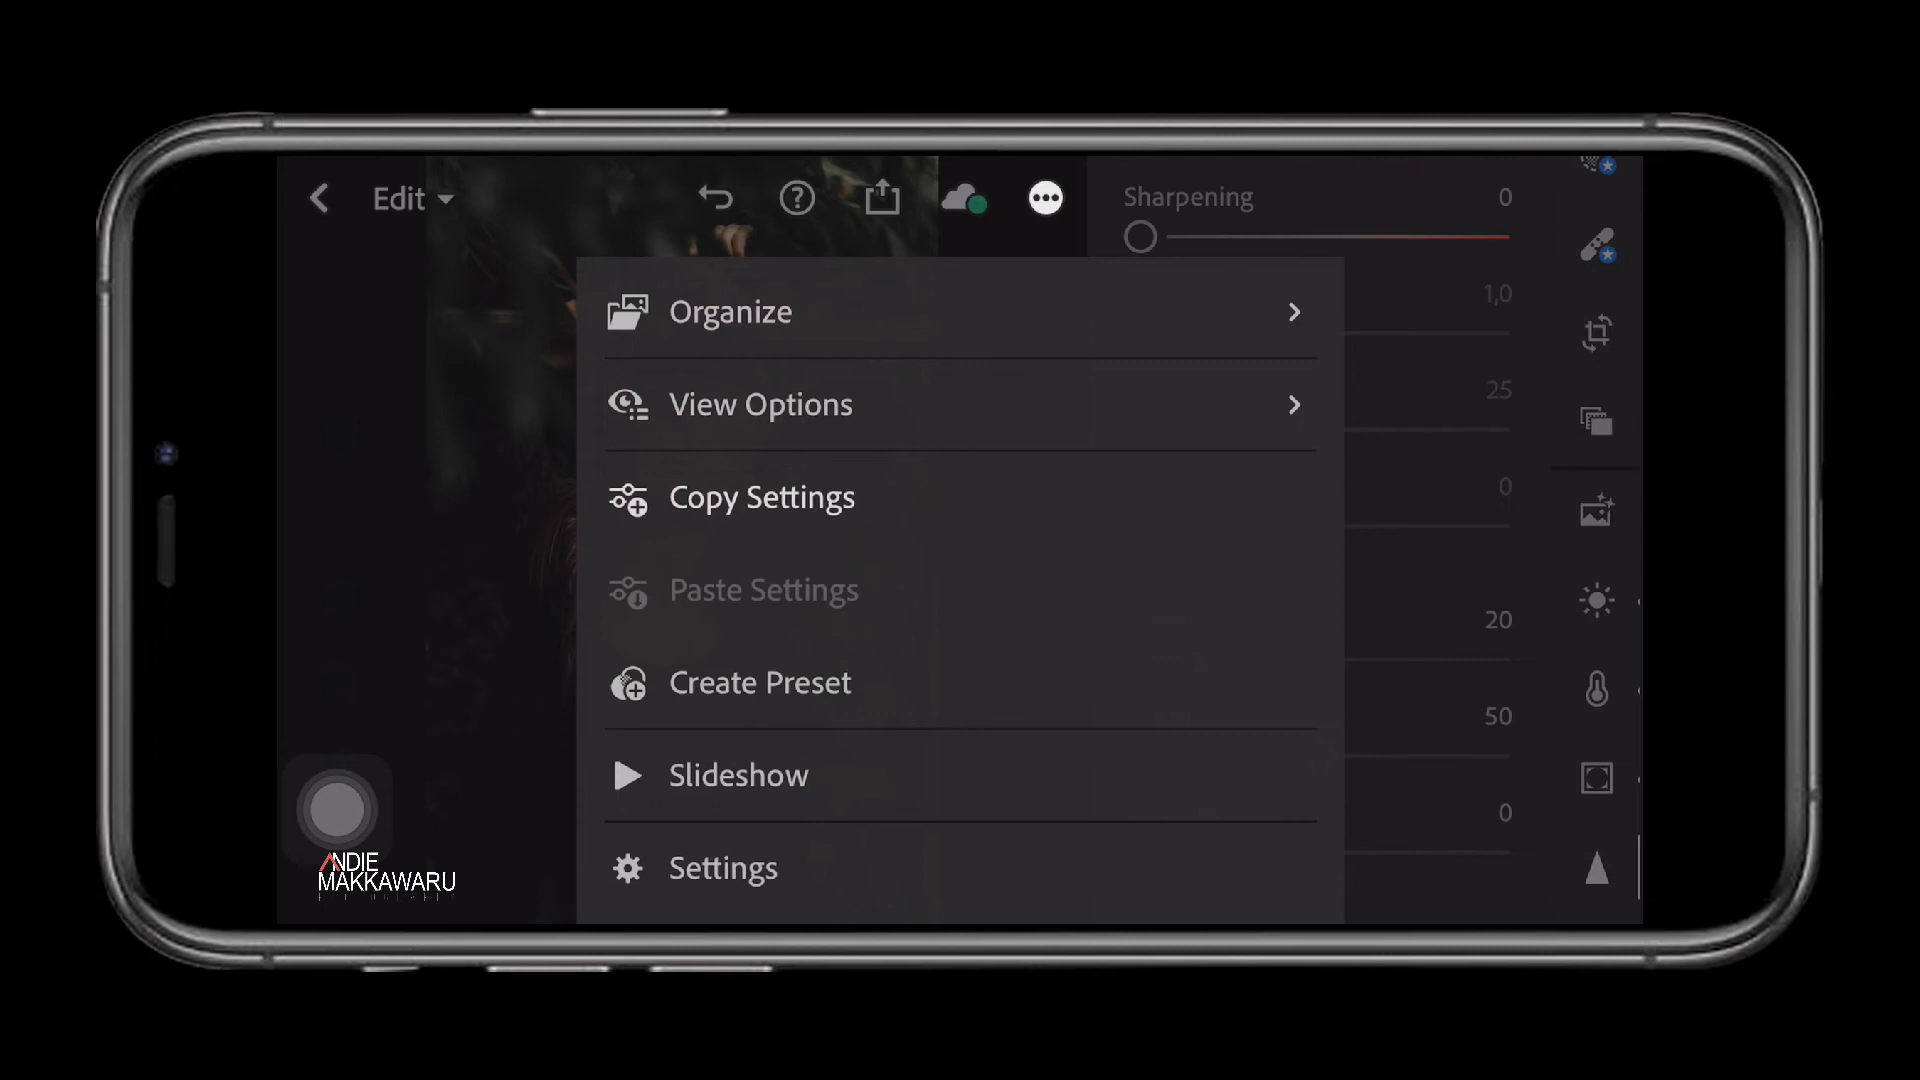 Edit
Sharpening 0
Organize
1,0
View Options
25
Copy Settings
0
Paste Settings
20
Create Preset
50
Slideshow
0
Settings
ANDIE
MAKKAWARU